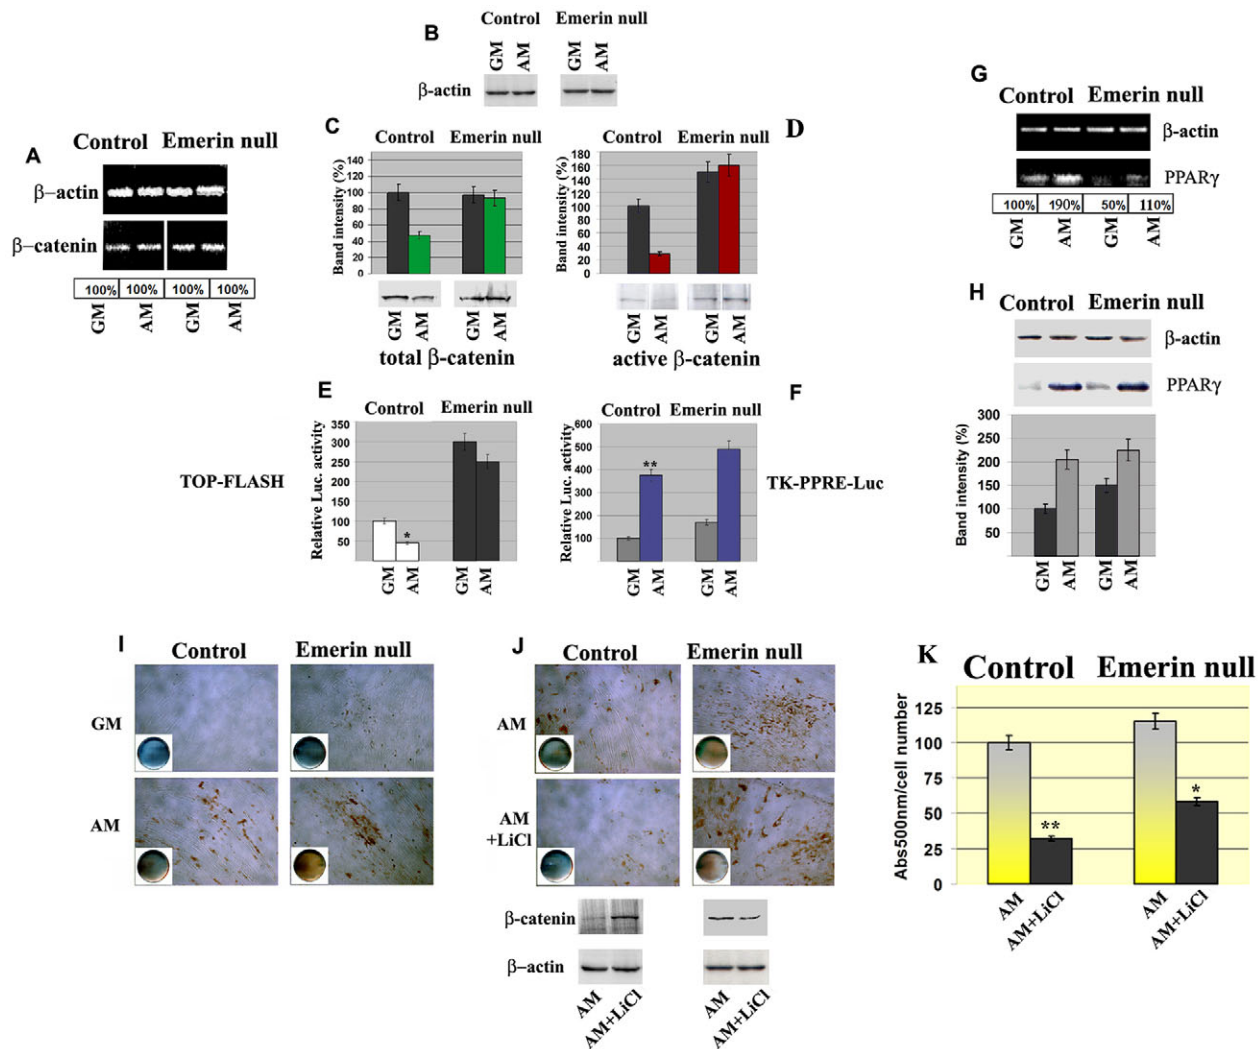 A
Control Emerin null
β-actin
β-catenin
100% 100% 100% 100%
GM AM GM AM
B
Control Emerin null
GM AM GM AM
β-actin
C
Control Emerin null
Band intensity (%)
140
120
100
80
60
40
20
0
GM AM GM AM
total β-catenin
D
Control Emerin null
Band intensity (%)
180
160
140
120
100
80
60
40
20
0
GM AM GM AM
active β-catenin
E
Control Emerin null
TOP-FLASH
Relative Luc. activity
350
300
250
200
150
100
50
*
GM AM GM AM
F
Control Emerin null
TK-PPRE-Luc
Relative Luc. activity
600
500
400
300
200
100
**
GM AM GM AM
G
Control Emerin null
β-actin
PPARγ
100% 190% 50% 110%
GM AM GM AM
H
Control Emerin null
β-actin
PPARγ
Band intensity (%)
300
250
200
150
100
50
GM AM GM AM
I
Control Emerin null
GM
AM
J
Control Emerin null
AM
AM
+LiCl
β-catenin
β-actin
AM AM+LiCl AM AM+LiCl
K
Control Emerin null
Abs500nm/cell number
125
100
75
50
25
0
**
*
AM AM+LiCl AM AM+LiCl